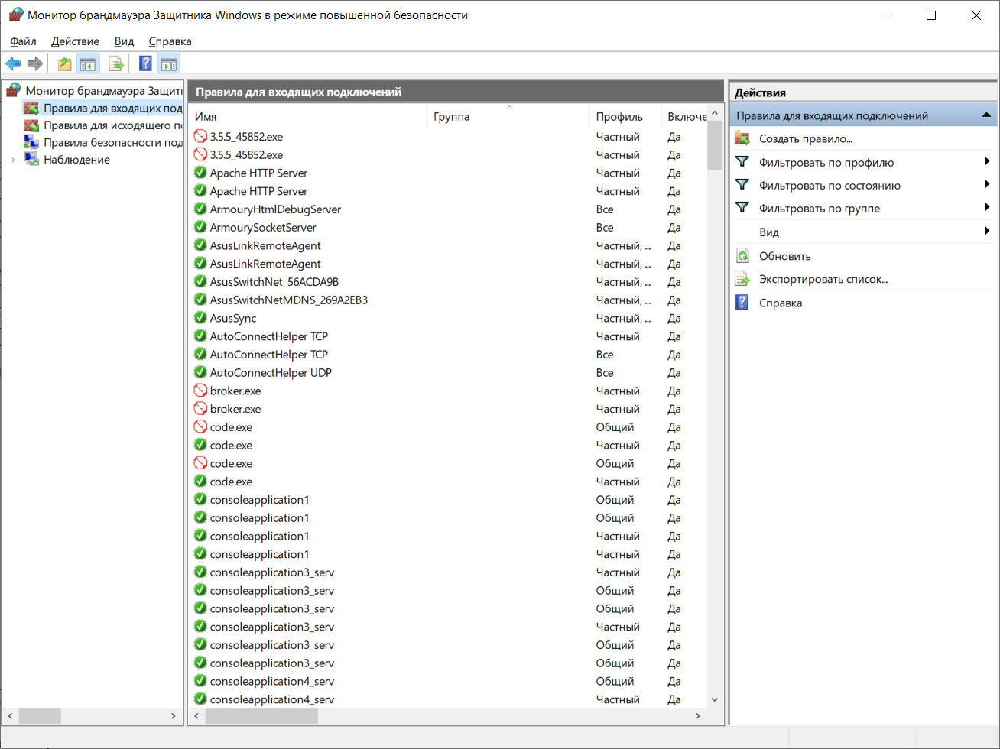 Монитор брандмауэра Защитника Windows в режиме повышенной безопасности
Файл Действие Вид Справка
Монитор брандмауэра Защит
Правила для входящих под
Правила для исходящего п
Правила безопасности под
Наблюдение
Правила для входящих подключений
Имя Группа Профиль Включе
3.5.5_45852.exe Частный Да
3.5.5_45852.exe Частный Да
Apache HTTP Server Частный Да
Apache HTTP Server Частный Да
ArmouryHtmlDebugServer Все Да
ArmourySocketServer Все Да
AsusLinkRemoteAgent Частный, ... Да
AsusLinkRemoteAgent Частный, ... Да
AsusSwitchNet_56ACDA9B Частный, ... Да
AsusSwitchNetMDNS_269A2EB3 Частный, ... Да
AsusSync Частный, ... Да
AutoConnectHelper TCP Частный Да
AutoConnectHelper TCP Все Да
AutoConnectHelper UDP Все Да
broker.exe Частный Да
broker.exe Частный Да
code.exe Общий Да
code.exe Частный Да
code.exe Общий Да
code.exe Частный Да
consoleapplication1 Общий Да
consoleapplication1 Общий Да
consoleapplication1 Частный Да
consoleapplication1 Частный Да
consoleapplication3_serv Частный Да
consoleapplication3_serv Общий Да
consoleapplication3_serv Общий Да
consoleapplication3_serv Частный Да
consoleapplication3_serv Общий Да
consoleapplication3_serv Общий Да
consoleapplication4_serv Общий Да
consoleapplication4_serv Частный Да
Действия
Правила для входящих подключений
Создать правило...
Фильтровать по профилю
Фильтровать по состоянию
Фильтровать по группе
Вид
Обновить
Экспортировать список...
Справка